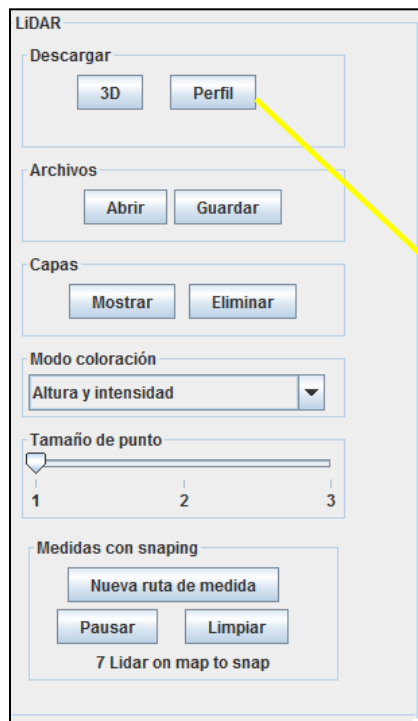 LiDAR
Descargar
3D Perfil
Archivos
Abrir Guardar
Capas
Mostrar Eliminar
Modo coloración
Altura y intensidad
Tamaño de punto
1 2 3
Medidas con snaping
Nueva ruta de medida
Pausar Limpiar
7 Lidar on map to snap